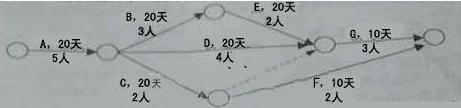 B，20天
3人
E，20天
2人
A，20天
5人
D，20天
4人
G，10天
3人
C，20天
2人
F，10天
2人